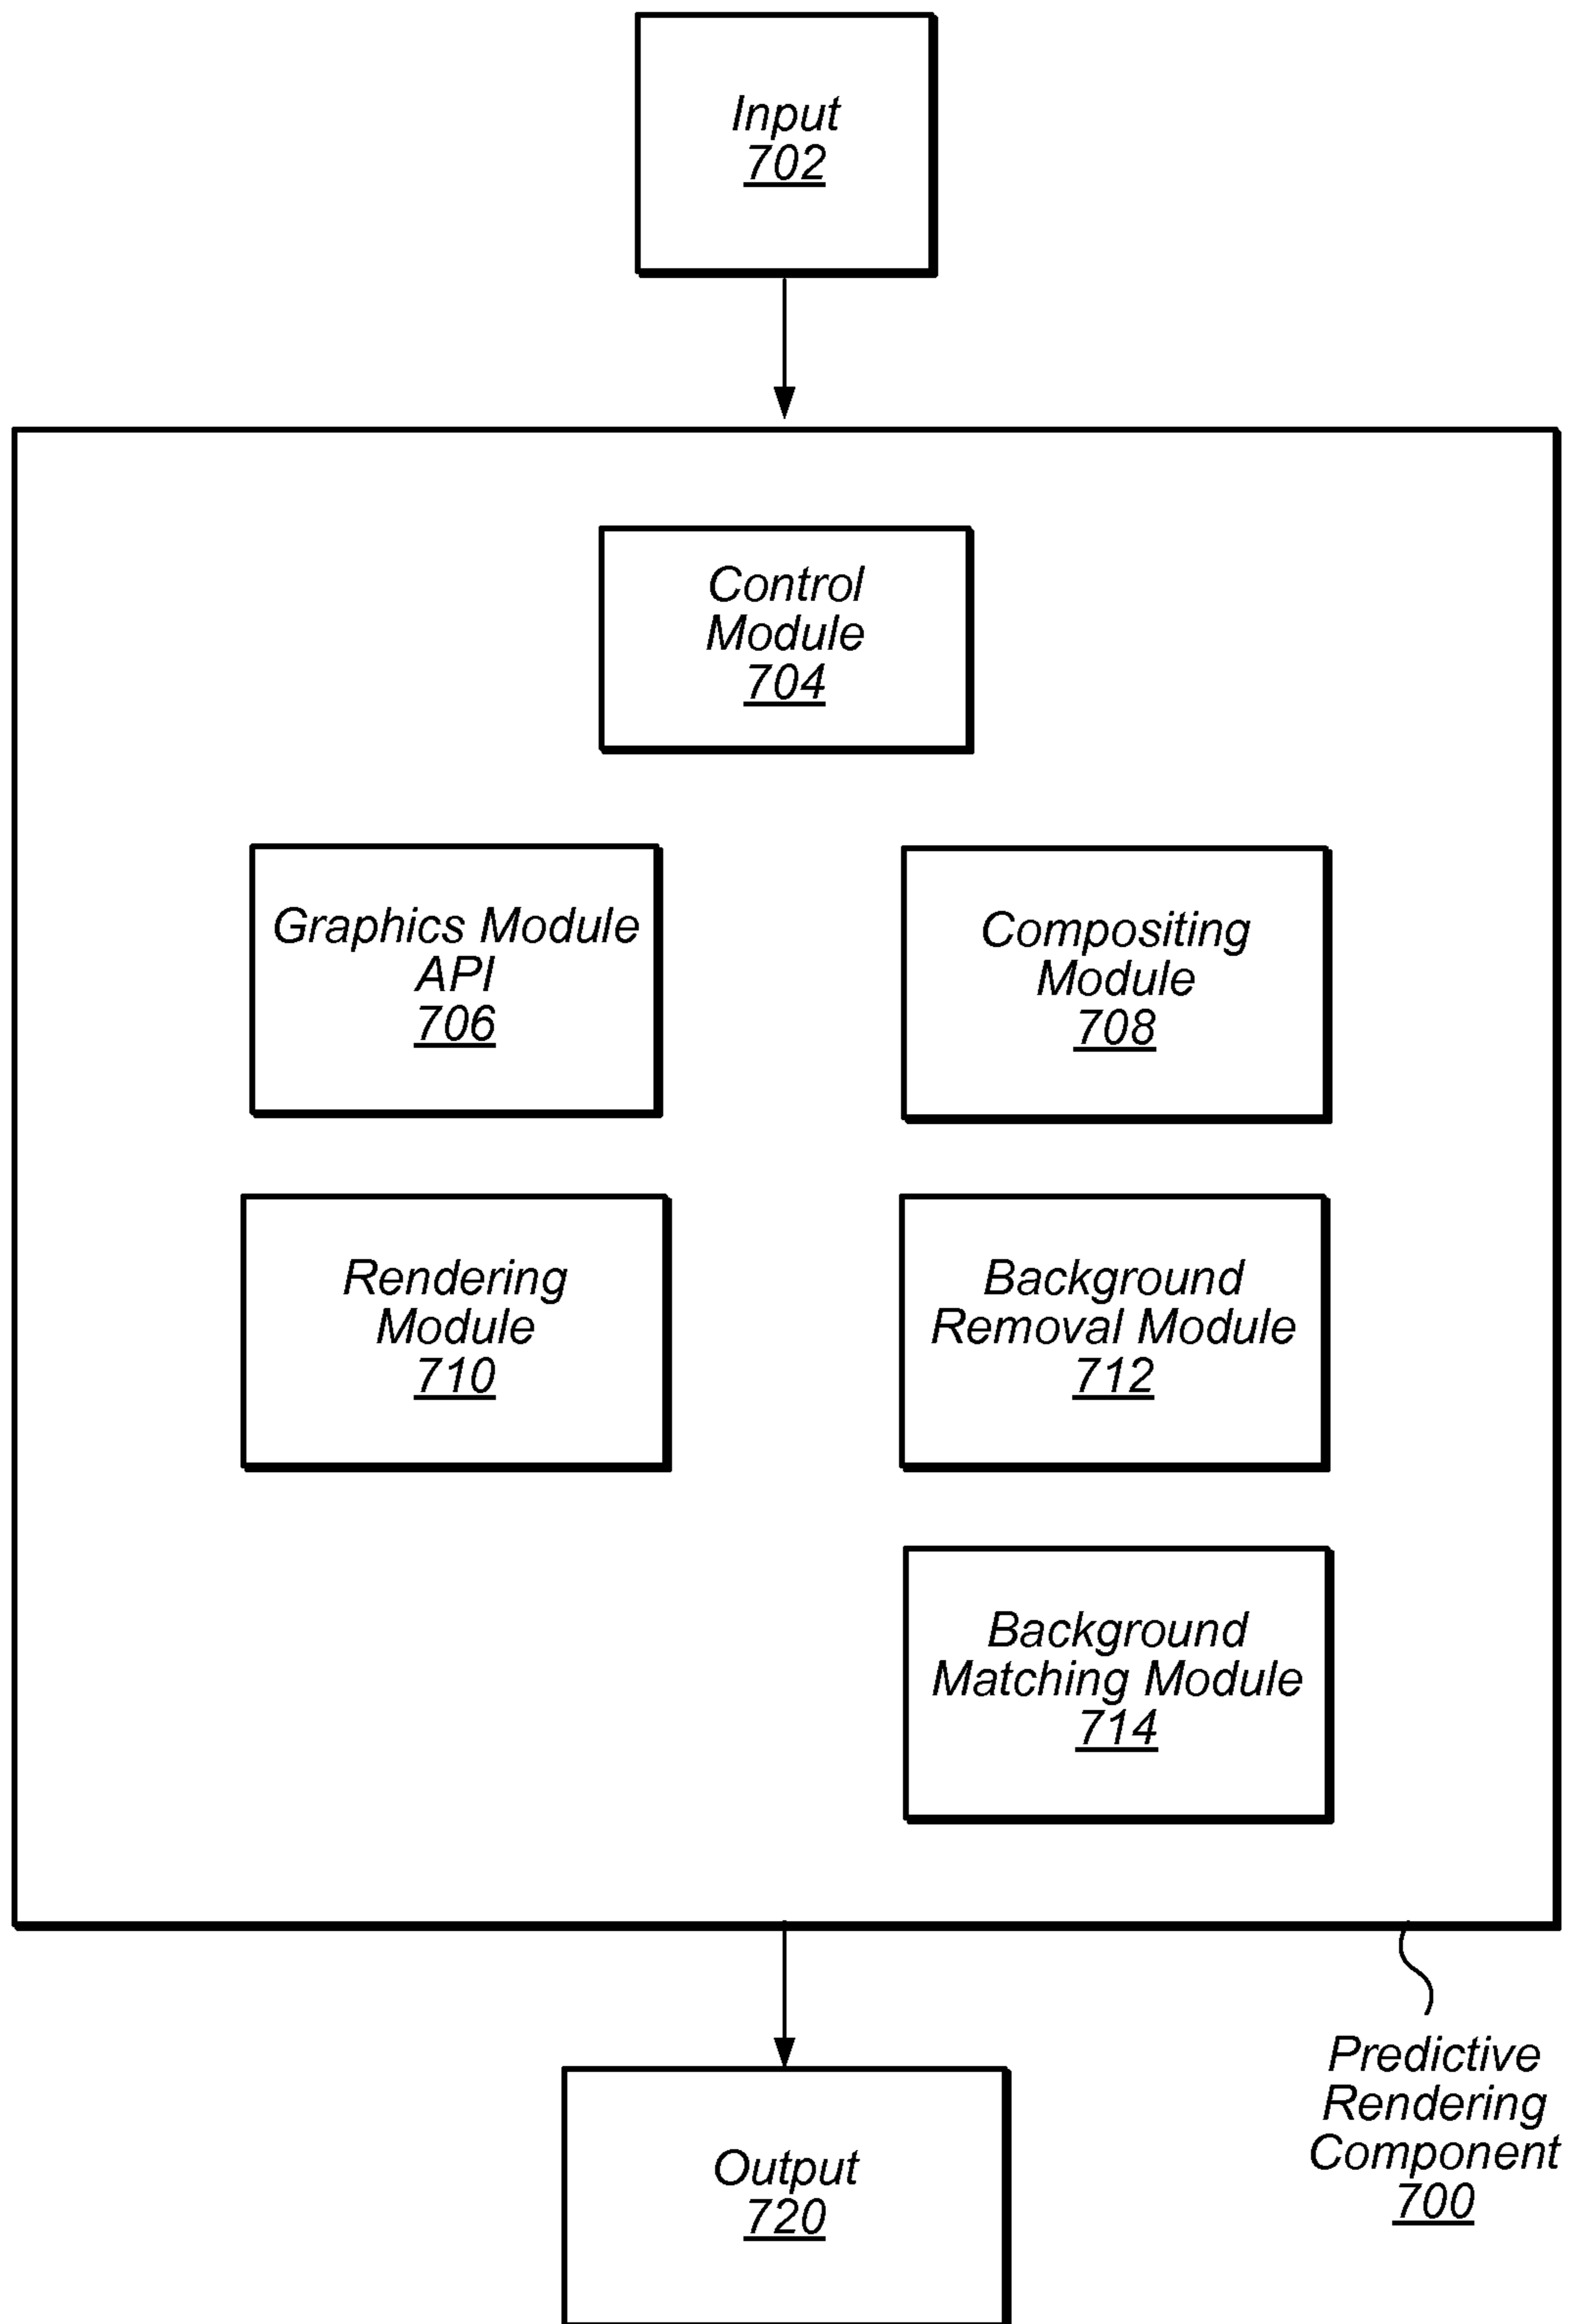 Input
702
Control
Module
704
Graphics Module
API
706
Compositing
Module
708
Rendering
Module
710
Background
Removal Module
712
Background
Matching Module
714
Predictive
Rendering
Component
700
Output
720